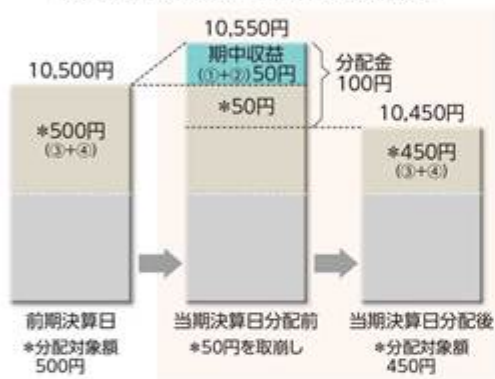 10,550円
期中収益
(①+②)50円
分配金
100円
10,500円
*50円
10,450円
*500円
(③+④)
*450円
(③+④)
前期決算日
当期決算日分配前
当期決算日分配後
*分配対象額
500円
*50円を取崩し
*分配対象額
450円